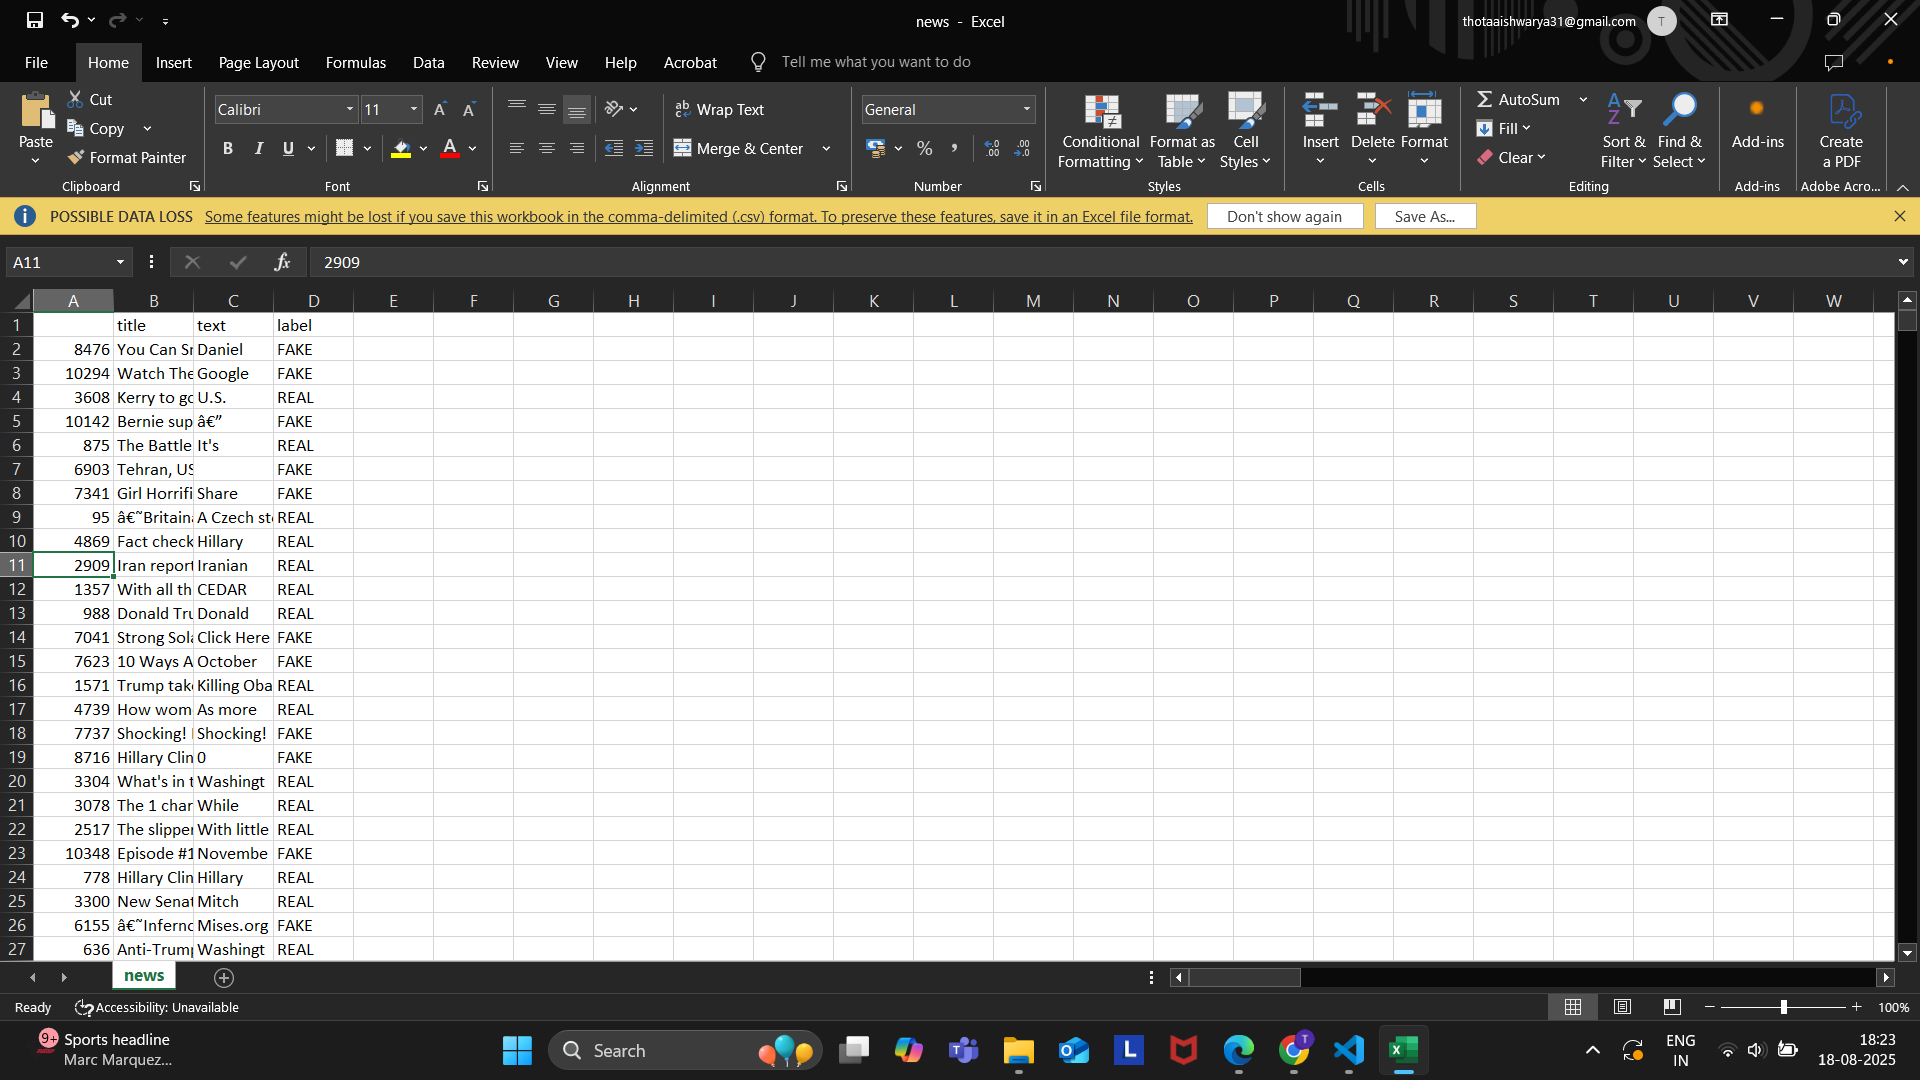 news - Excel
thotaaishwarya31@gmail.com T
File Home Insert Page Layout Formulas Data Review View Help Acrobat Tell me what you want to do
Paste
Cut
Copy
Format Painter
Clipboard
Calibri 11
B I U
Font
Wrap Text
Merge & Center
Alignment
General
Number
Conditional Formatting
Format as Table
Cell Styles
Styles
Insert Delete Format
Cells
AutoSum
Fill
Clear
Sort & Filter
Find & Select
Editing
Add-ins
Add-ins
Create a PDF
Adobe Acro...
POSSIBLE DATA LOSS Some features might be lost if you save this workbook in the comma-delimited (.csv) format. To preserve these features, save it in an Excel file format. Don't show again Save As...
A11 fx 2909
A B C D E F G H I J K L M N O P Q R S T U V W
1 title text label
2 8476 You Can Sr Daniel FAKE
3 10294 Watch The Google FAKE
4 3608 Kerry to go U.S. REAL
5 10142 Bernie sup â€” FAKE
6 875 The Battle It's REAL
7 6903 Tehran, US FAKE
8 7341 Girl Horrifi Share FAKE
9 95 â€˜Britain A Czech st REAL
10 4869 Fact check Hillary REAL
11 2909 Iran report Iranian REAL
12 1357 With all th CEDAR REAL
13 988 Donald Tru Donald REAL
14 7041 Strong Sola Click Here FAKE
15 7623 10 Ways A October FAKE
16 1571 Trump tak Killing Oba REAL
17 4739 How wom As more REAL
18 7737 Shocking! Shocking! FAKE
19 8716 Hillary Clin 0 FAKE
20 3304 What's in t Washingt REAL
21 3078 The 1 char While REAL
22 2517 The slipper With little REAL
23 10348 Episode #1 Novembe FAKE
24 778 Hillary Clin Hillary REAL
25 3300 New Senat Mitch REAL
26 6155 â€˜Inferno Mises.org FAKE
27 636 Anti-Trum Washingt REAL
news
Ready Accessibility: Unavailable 100%
9+ Sports headline
Marc Marquez...
Search
ENG
IN
18:23
18-08-2025